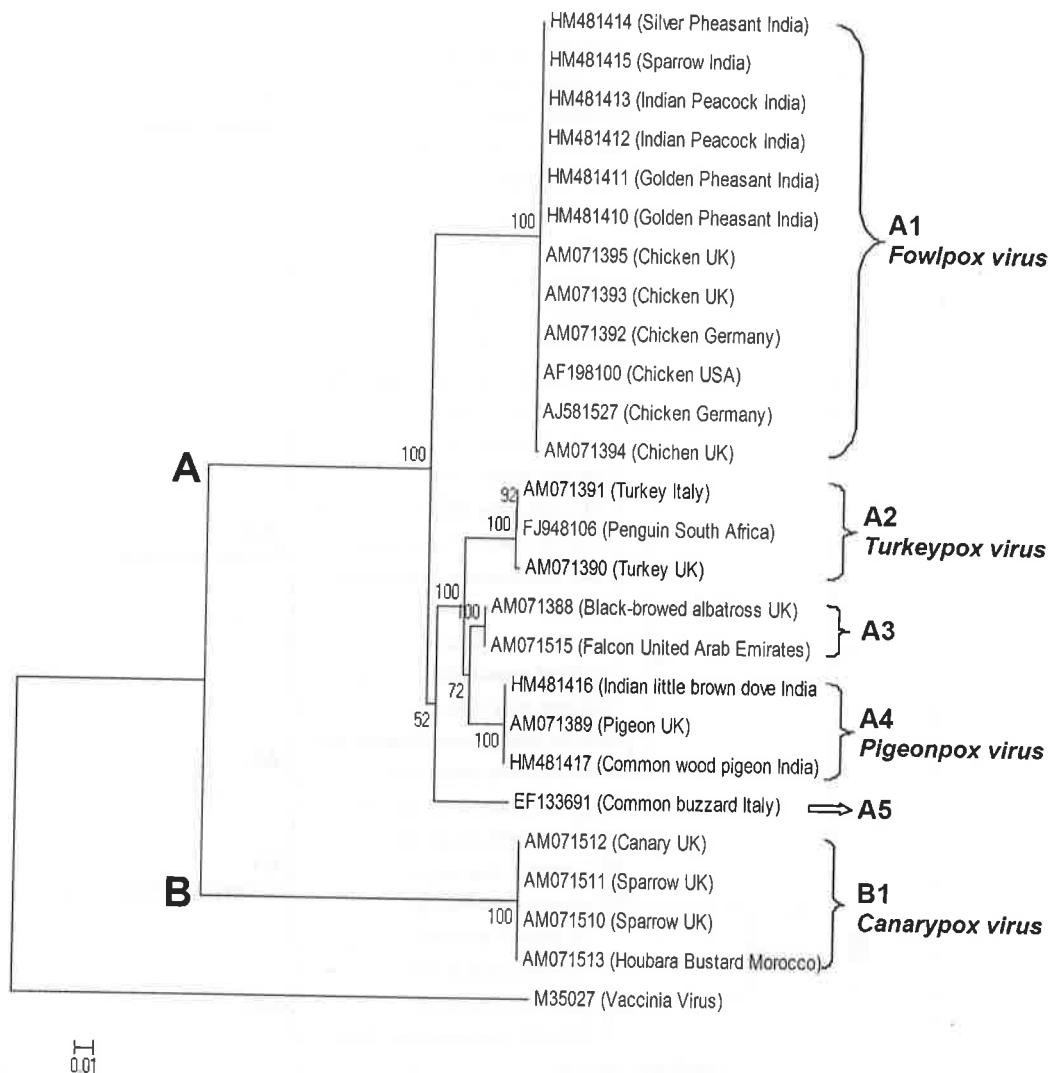 HM481414 (Silver Pheasant India)
HM481415 (Sparrow India)
HM481413 (Indian Peacock India)
HM481412 (Indian Peacock India)
HM481411 (Golden Pheasant India)
HM481410 (Golden Pheasant India)
100
A1
Fowlpox virus
AM071395 (Chicken UK)
AM071393 (Chicken UK)
AM071392 (Chicken Germany)
AF198100 (Chicken USA)
AJ581527 (Chicken Germany)
AM071394 (Chichen UK)
A
100
AM071391 (Turkey Italy)
92
A2
Turkeypox virus
100
FJ948106 (Penguin South Africa)
AM071390 (Turkey UK)
100
100
AM071388 (Black-browed albatross UK)
A3
AM071515 (Falcon United Arab Emirates)
72
HM481416 (Indian little brown dove India
52
AM071389 (Pigeon UK)
A4
Pigeonpox virus
100
HM481417 (Common wood pigeon India)
EF133691 (Common buzzard Italy)
A5
AM071512 (Canary UK)
B
AM071511 (Sparrow UK)
B1
Canarypox virus
100
AM071510 (Sparrow UK)
AM071513 (Houbara Bustard Morocco)
M35027 (Vaccinia Virus)
0.01